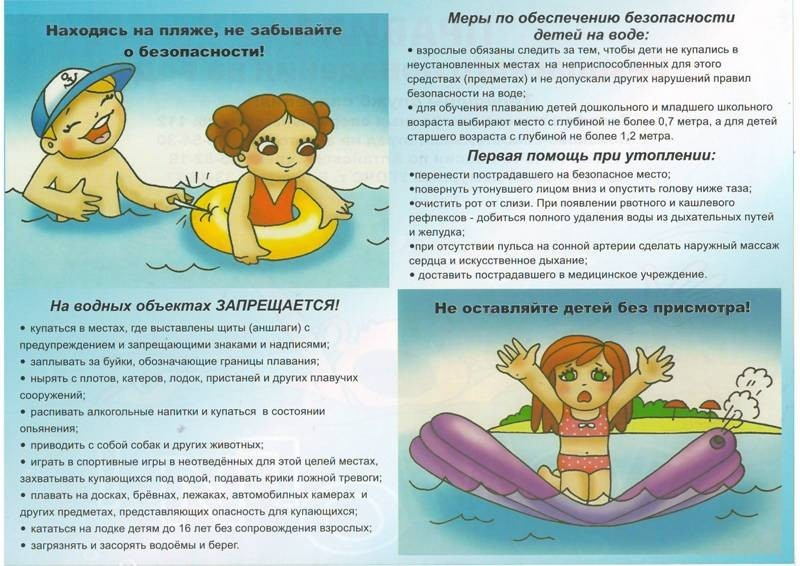 Находясь на пляже, не забывайте
о безопасности!
На водных объектах ЗАПРЕЩАЕТСЯ!
• купаться в местах, где выставлены щиты (аншлаги) с
предупреждением и запрещающими знаками и надписями;
• заплывать за буйки, обозначающие границы плавания;
• нырять с плотов, катеров, лодок, пристаней и других плавучих
сооружений;
• распивать алкогольные напитки и купаться в состоянии
опьянения;
• приводить с собой собак и других животных;
• играть в спортивные игры в неотведённых для этой целей местах,
захватывать купающихся под водой, подавать крики ложной тревоги;
• плавать на досках, брёвнах, лежаках, автомобилных камерах и
других предметах, представляющих опасность для купающихся;
• кататься на лодке детям до 16 лет без сопровождения взрослых;
• загрязнять и засорять водоёмы и берег.
Меры по обеспечению безопасности
детей на воде:
• взрослые обязаны следить за тем, чтобы дети не купались в
неустановленных местах на неприспособленных для этого
средствах (предметах) и не допускали других нарушений правил
безопасности на воде;
• для обучения плаванию детей дошкольного и младшего школьного
возраста выбирают место с глубиной не более 0,7 метра, а для детей
старшего возраста с глубиной не более 1,2 метра.
Первая помощь при утоплении:
•перенести пострадавшего на безопасное место;
•повернуть утонувшего лицом вниз и опустить голову ниже таза;
•очистить рот от слизи. При появлении рвотного и кашлевого
рефлексов - добиться полного удаления воды из дыхательных путей
и желудка;
•при отсутствии пульса на сонной артерии сделать наружный массаж
сердца и искусственное дыхание;
• доставить пострадавшего в медицинское учреждение.
Не оставляйте детей без присмотра!